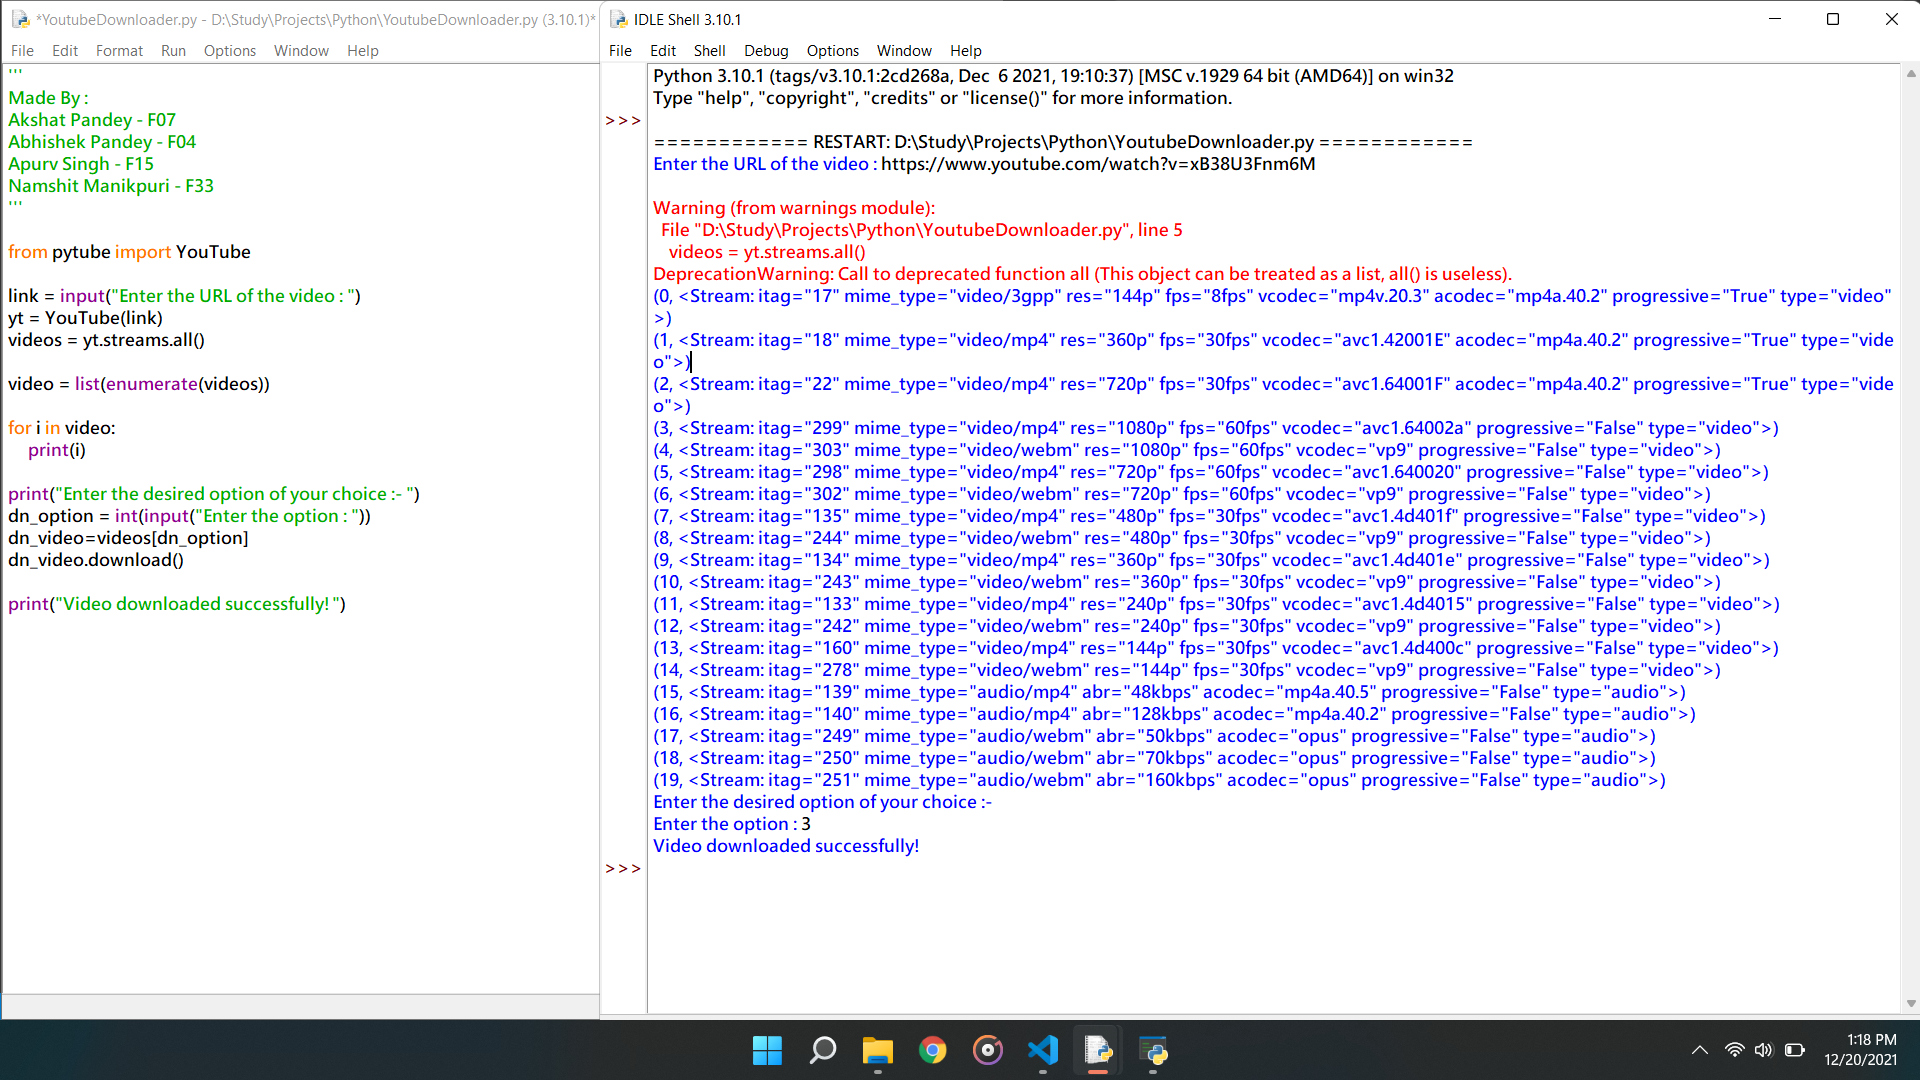 *YoutubeDownloader.py - D:\Study\Projects\Python\YoutubeDownloader.py (3.10.1)*
File Edit Format Run Options Window Help
'''
Made By :
Akshat Pandey - F07
Abhishek Pandey - F04
Apurv Singh - F15
Namshit Manikpuri - F33
'''
from pytube import YouTube
link = input("Enter the URL of the video : ")
yt = YouTube(link)
videos = yt.streams.all()
video = list(enumerate(videos))
for i in video:
    print(i)
print("Enter the desired option of your choice :- ")
dn_option = int(input("Enter the option : "))
dn_video=videos[dn_option]
dn_video.download()
print("Video downloaded successfully! ")
IDLE Shell 3.10.1
File Edit Shell Debug Options Window Help
Python 3.10.1 (tags/v3.10.1:2cd268a, Dec  6 2021, 19:10:37) [MSC v.1929 64 bit (AMD64)] on win32
Type "help", "copyright", "credits" or "license()" for more information.
>>>
============ RESTART: D:\Study\Projects\Python\YoutubeDownloader.py ============
Enter the URL of the video : https://www.youtube.com/watch?v=xB38U3Fnm6M
Warning (from warnings module):
  File "D:\Study\Projects\Python\YoutubeDownloader.py", line 5
    videos = yt.streams.all()
DeprecationWarning: Call to deprecated function all (This object can be treated as a list, all() is useless).
(0, <Stream: itag="17" mime_type="video/3gpp" res="144p" fps="8fps" vcodec="mp4v.20.3" acodec="mp4a.40.2" progressive="True" type="video"
>)
(1, <Stream: itag="18" mime_type="video/mp4" res="360p" fps="30fps" vcodec="avc1.42001E" acodec="mp4a.40.2" progressive="True" type="vide
o">)
(2, <Stream: itag="22" mime_type="video/mp4" res="720p" fps="30fps" vcodec="avc1.64001F" acodec="mp4a.40.2" progressive="True" type="vide
o">)
(3, <Stream: itag="299" mime_type="video/mp4" res="1080p" fps="60fps" vcodec="avc1.64002a" progressive="False" type="video">)
(4, <Stream: itag="303" mime_type="video/webm" res="1080p" fps="60fps" vcodec="vp9" progressive="False" type="video">)
(5, <Stream: itag="298" mime_type="video/mp4" res="720p" fps="60fps" vcodec="avc1.640020" progressive="False" type="video">)
(6, <Stream: itag="302" mime_type="video/webm" res="720p" fps="60fps" vcodec="vp9" progressive="False" type="video">)
(7, <Stream: itag="135" mime_type="video/mp4" res="480p" fps="30fps" vcodec="avc1.4d401f" progressive="False" type="video">)
(8, <Stream: itag="244" mime_type="video/webm" res="480p" fps="30fps" vcodec="vp9" progressive="False" type="video">)
(9, <Stream: itag="134" mime_type="video/mp4" res="360p" fps="30fps" vcodec="avc1.4d401e" progressive="False" type="video">)
(10, <Stream: itag="243" mime_type="video/webm" res="360p" fps="30fps" vcodec="vp9" progressive="False" type="video">)
(11, <Stream: itag="133" mime_type="video/mp4" res="240p" fps="30fps" vcodec="avc1.4d4015" progressive="False" type="video">)
(12, <Stream: itag="242" mime_type="video/webm" res="240p" fps="30fps" vcodec="vp9" progressive="False" type="video">)
(13, <Stream: itag="160" mime_type="video/mp4" res="144p" fps="30fps" vcodec="avc1.4d400c" progressive="False" type="video">)
(14, <Stream: itag="278" mime_type="video/webm" res="144p" fps="30fps" vcodec="vp9" progressive="False" type="video">)
(15, <Stream: itag="139" mime_type="audio/mp4" abr="48kbps" acodec="mp4a.40.5" progressive="False" type="audio">)
(16, <Stream: itag="140" mime_type="audio/mp4" abr="128kbps" acodec="mp4a.40.2" progressive="False" type="audio">)
(17, <Stream: itag="249" mime_type="audio/webm" abr="50kbps" acodec="opus" progressive="False" type="audio">)
(18, <Stream: itag="250" mime_type="audio/webm" abr="70kbps" acodec="opus" progressive="False" type="audio">)
(19, <Stream: itag="251" mime_type="audio/webm" abr="160kbps" acodec="opus" progressive="False" type="audio">)
Enter the desired option of your choice :-
Enter the option : 3
Video downloaded successfully!
>>>
1:18 PM
12/20/2021